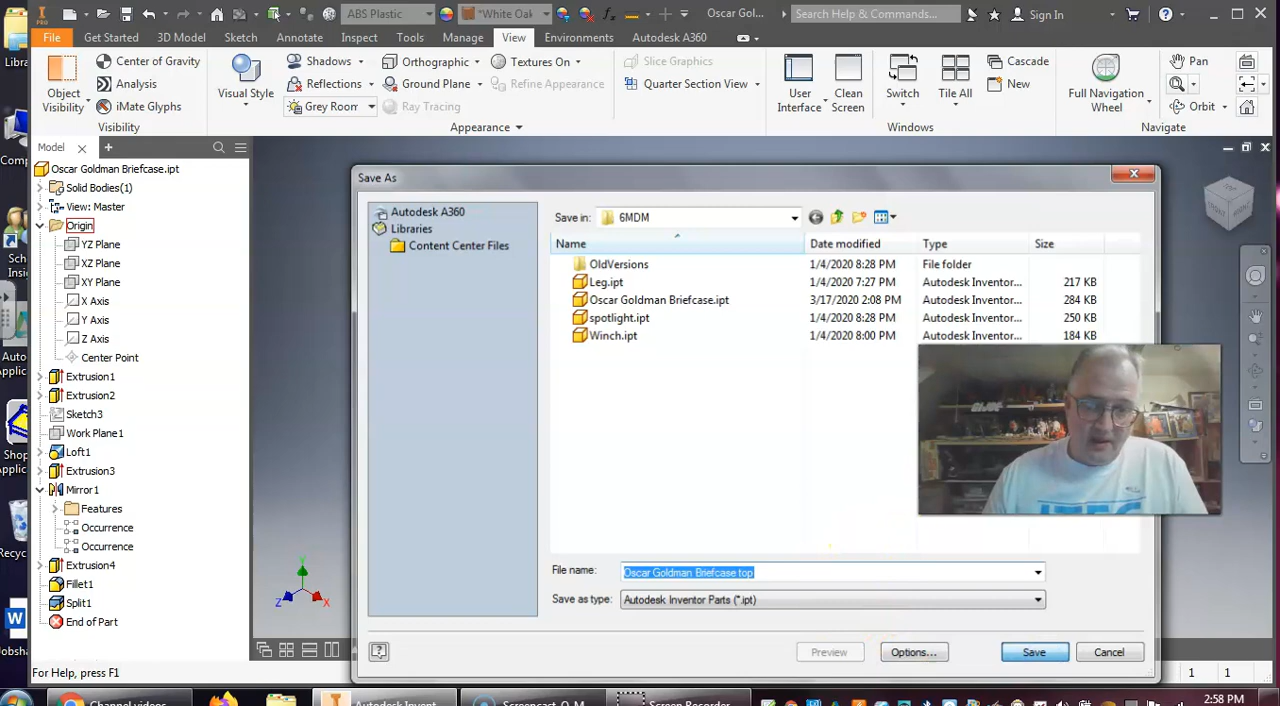 ABS Plastic
*White Oak
Oscar Gol...
Search Help & Commands...
Sign In
File
Get Started
3D Model
Sketch
Annotate
Inspect
Tools
Manage
View
Environments
Autodesk A360
Object
Visibility
Center of Gravity
Analysis
iMate Glyphs
Visibility
Visual Style
Shadows
Reflections
Grey Room
Orthographic
Ground Plane
Ray Tracing
Textures On
Refine Appearance
Appearance
Slice Graphics
Quarter Section View
User
Interface
Clean
Screen
Switch
Tile All
Cascade
New
Windows
Full Navigation
Wheel
Pan
Orbit
Navigate
Model
Oscar Goldman Briefcase.ipt
Solid Bodies(1)
View: Master
Origin
YZ Plane
XZ Plane
XY Plane
X Axis
Y Axis
Z Axis
Center Point
Extrusion1
Extrusion2
Sketch3
Work Plane1
Loft1
Extrusion3
Mirror1
Features
Occurrence
Occurrence
Extrusion4
Fillet1
Split1
End of Part
Save As
Autodesk A360
Libraries
Content Center Files
Save in:
6MDM
Name
Date modified
Type
Size
OldVersions
1/4/2020 8:28 PM
File folder
Leg.ipt
1/4/2020 7:27 PM
Autodesk Inventor...
217 KB
Oscar Goldman Briefcase.ipt
3/17/2020 2:08 PM
Autodesk Inventor...
284 KB
spotlight.ipt
1/4/2020 8:28 PM
Autodesk Inventor...
250 KB
Winch.ipt
1/4/2020 8:00 PM
Autodesk Inventor...
184 KB
File name:
Oscar Goldman Briefcase top
Save as type:
Autodesk Inventor Parts (*.ipt)
Preview
Options...
Save
Cancel
Y
Z
X
For Help, press F1
1
1
Channel videos
Autodesk Invent
Screencast-O-M
Screen Recorder
2:58 PM